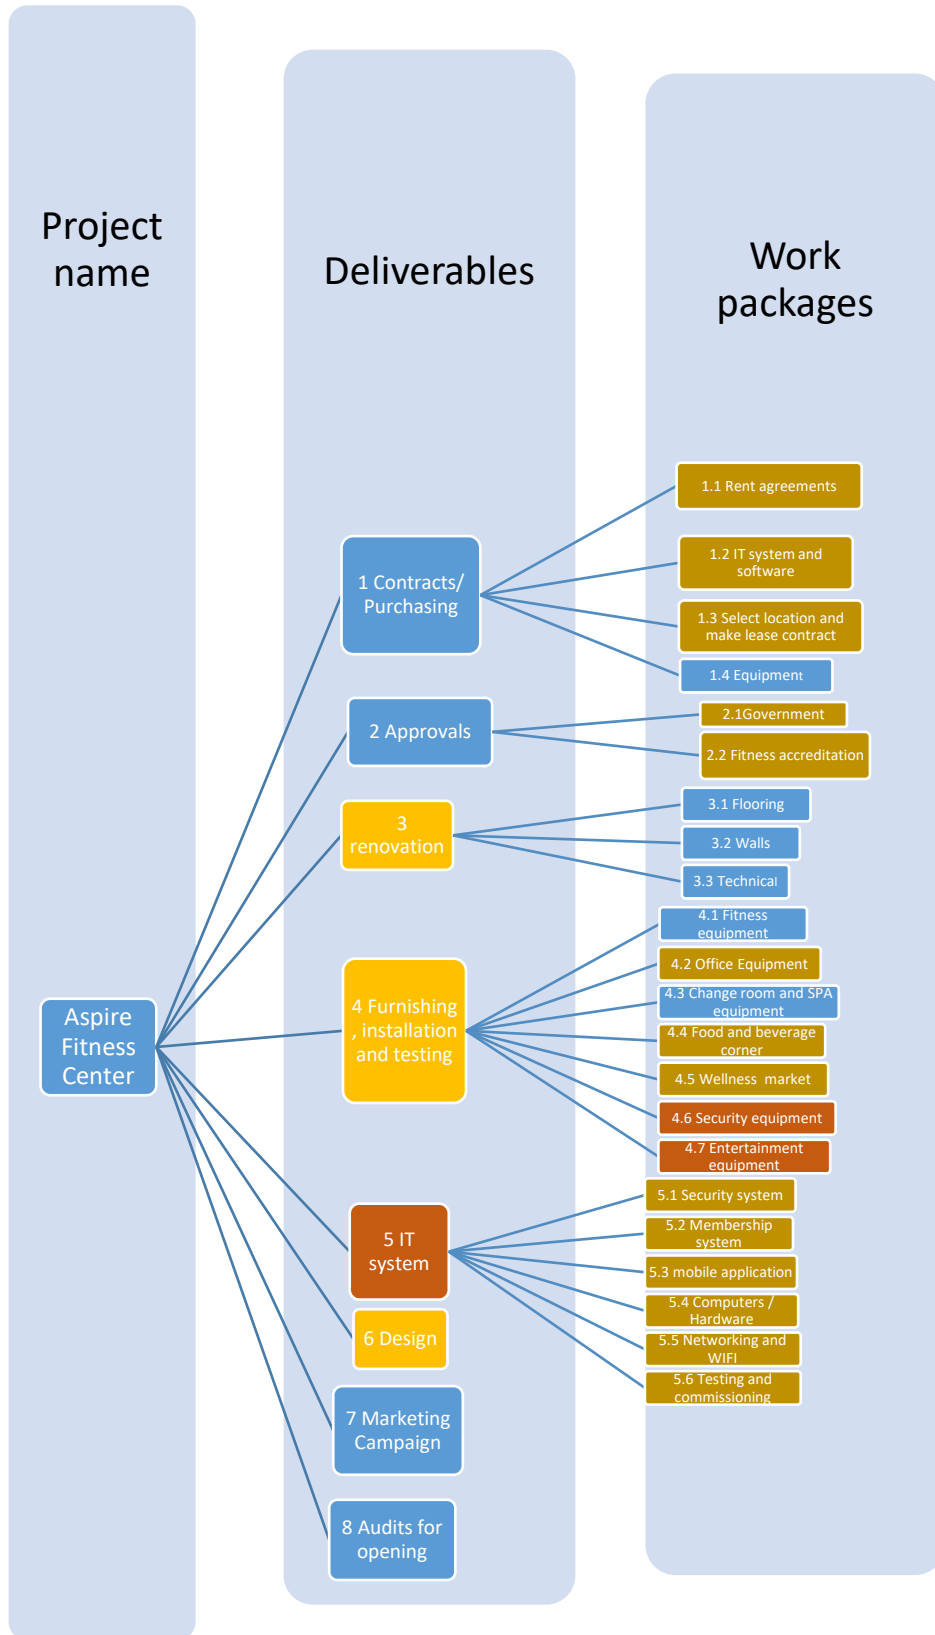 Project
name
Deliverables
Work
packages
Aspire
Fitness
Center
1 Contracts/
Purchasing
1.1 Rent agreements
1.2 IT system and
software
1.3 Select location and
make lease contract
1.4 Equipment
2 Approvals
2.1Government
2.2 Fitness accreditation
3
renovation
3.1 Flooring
3.2 Walls
3.3 Technical
4 Furnishing
, installation
and testing
4.1 Fitness
equipment
4.2 Office Equipment
4.3 Change room and SPA
equipment
4.4 Food and beverage
corner
4.5 Wellness market
4.6 Security equipment
4.7 Entertainment
equipment
5 IT
system
5.1 Security system
5.2 Membership
system
5.3 mobile application
5.4 Computers /
Hardware
5.5 Networking and
WIFI
5.6 Testing and
commissioning
6 Design
7 Marketing
Campaign
8 Audits for
opening